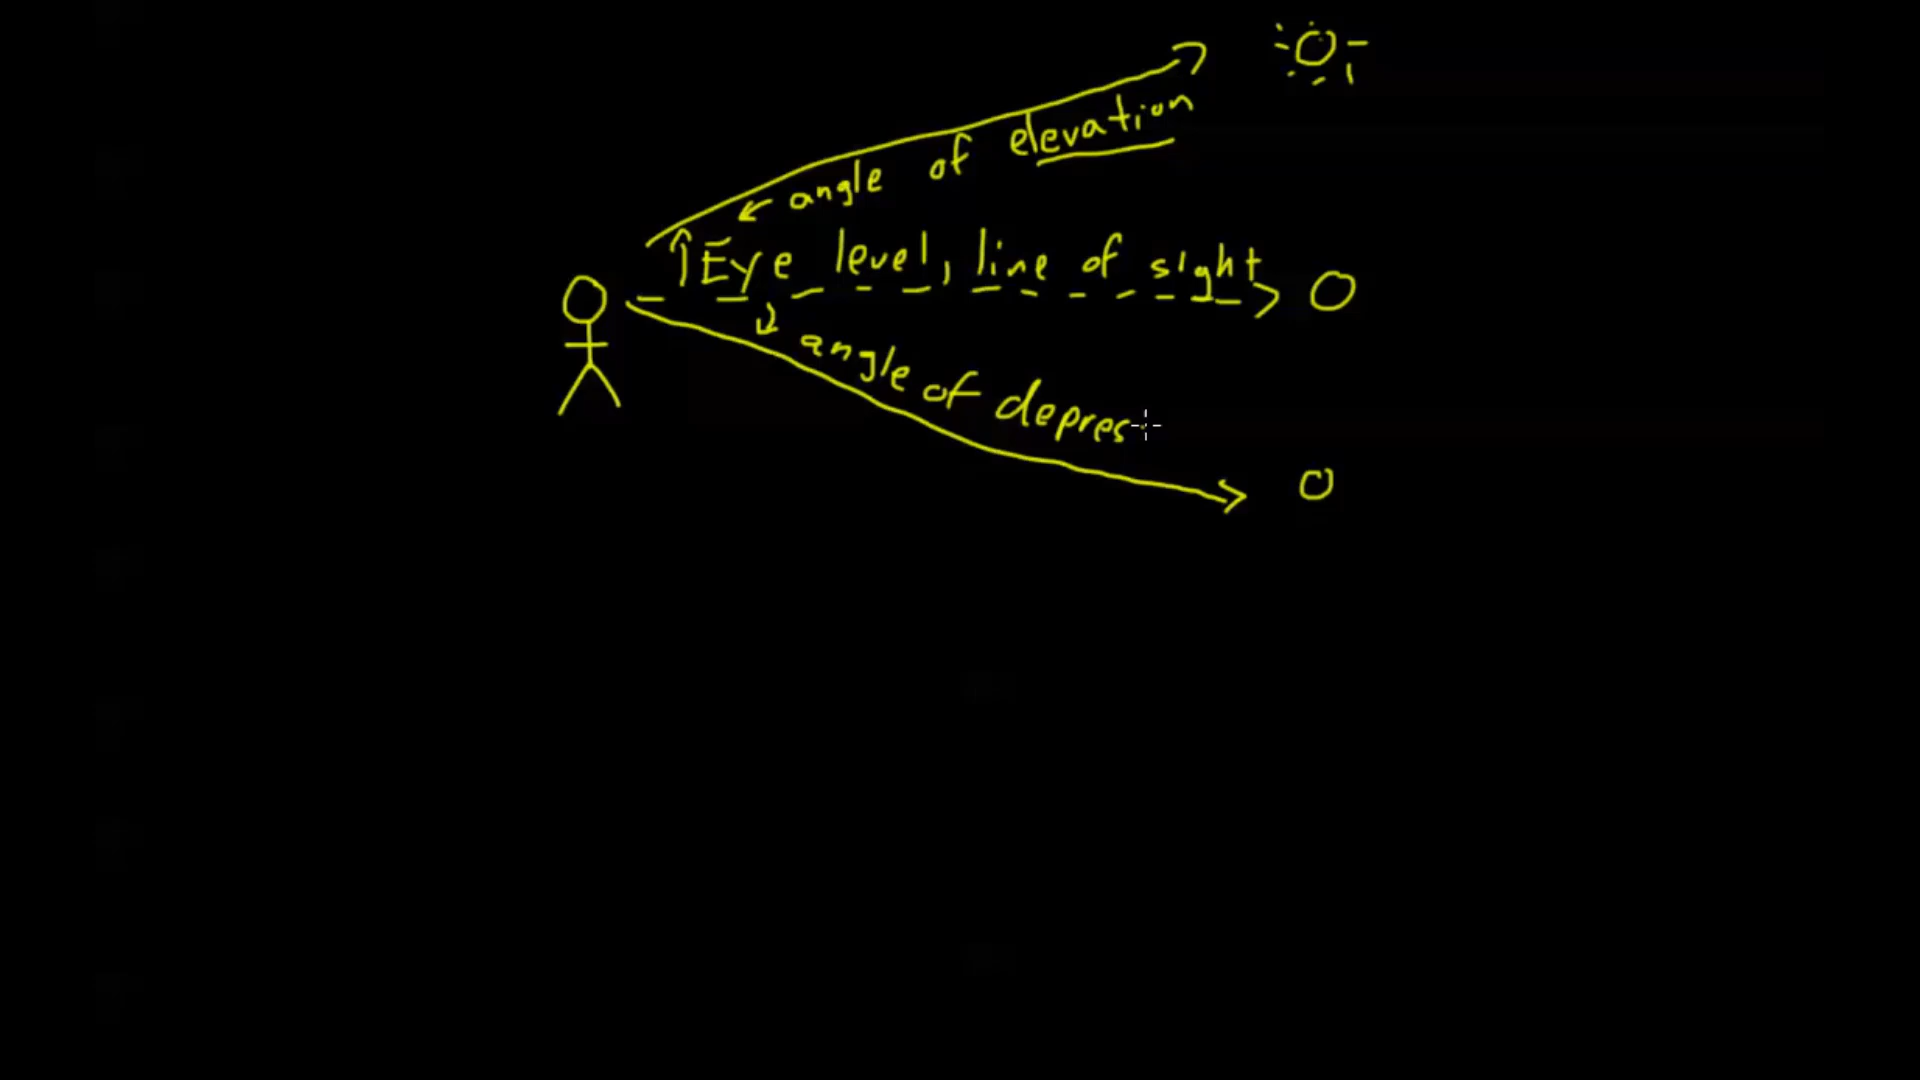 angle of elevation
Eye level, line of sight
angle of depres